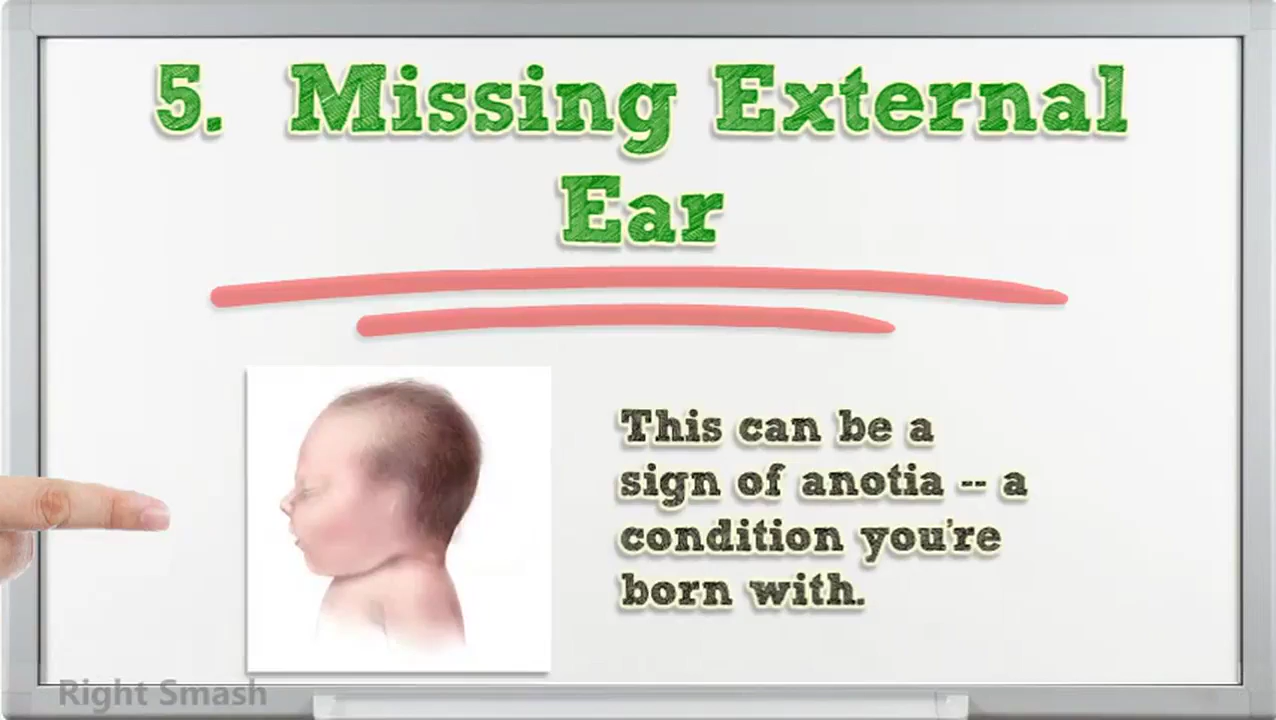 5. Missing External
Ear
This can be a
sign of anotia -- a
condition you're
born with.
Right Smash